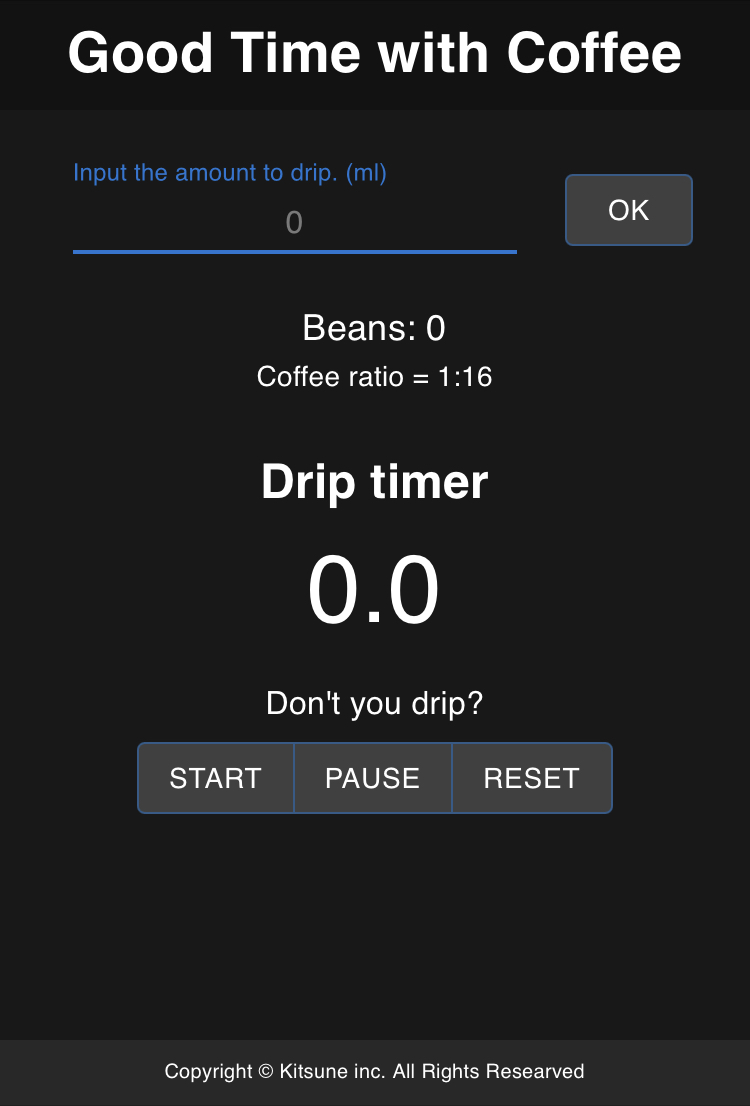 Good Time with Coffee
Input the amount to drip. (ml)
0
OK
Beans: 0
Coffee ratio = 1:16
Drip timer
0.0
Don't you drip?
START PAUSE RESET
Copyright © Kitsune inc. All Rights Researved